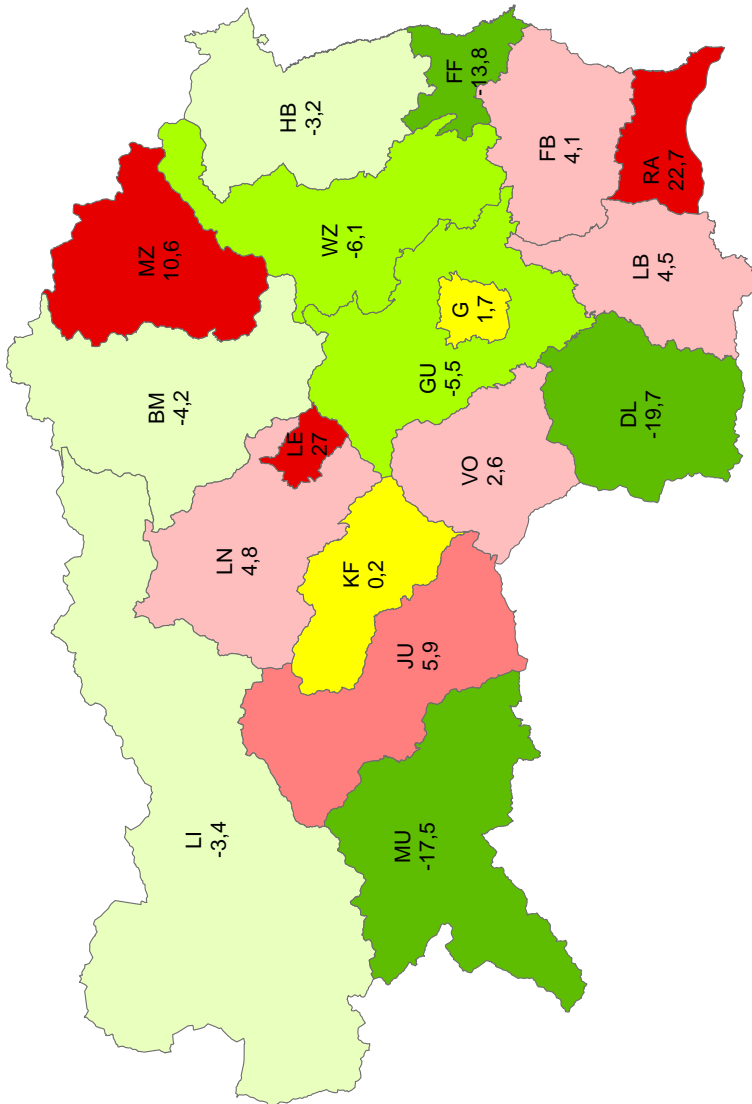 MZ
10,6
BM
-4,2
LI
-3,4
LN
4,8
HB
-3,2
LE
27
WZ
-6,1
KF
0,2
MU
-17,5
JU
5,9
GU
-5,5
FF
-13,8
G
1,7
VO
2,6
FB
4,1
DL
-19,7
LB
4,5
RA
22,7